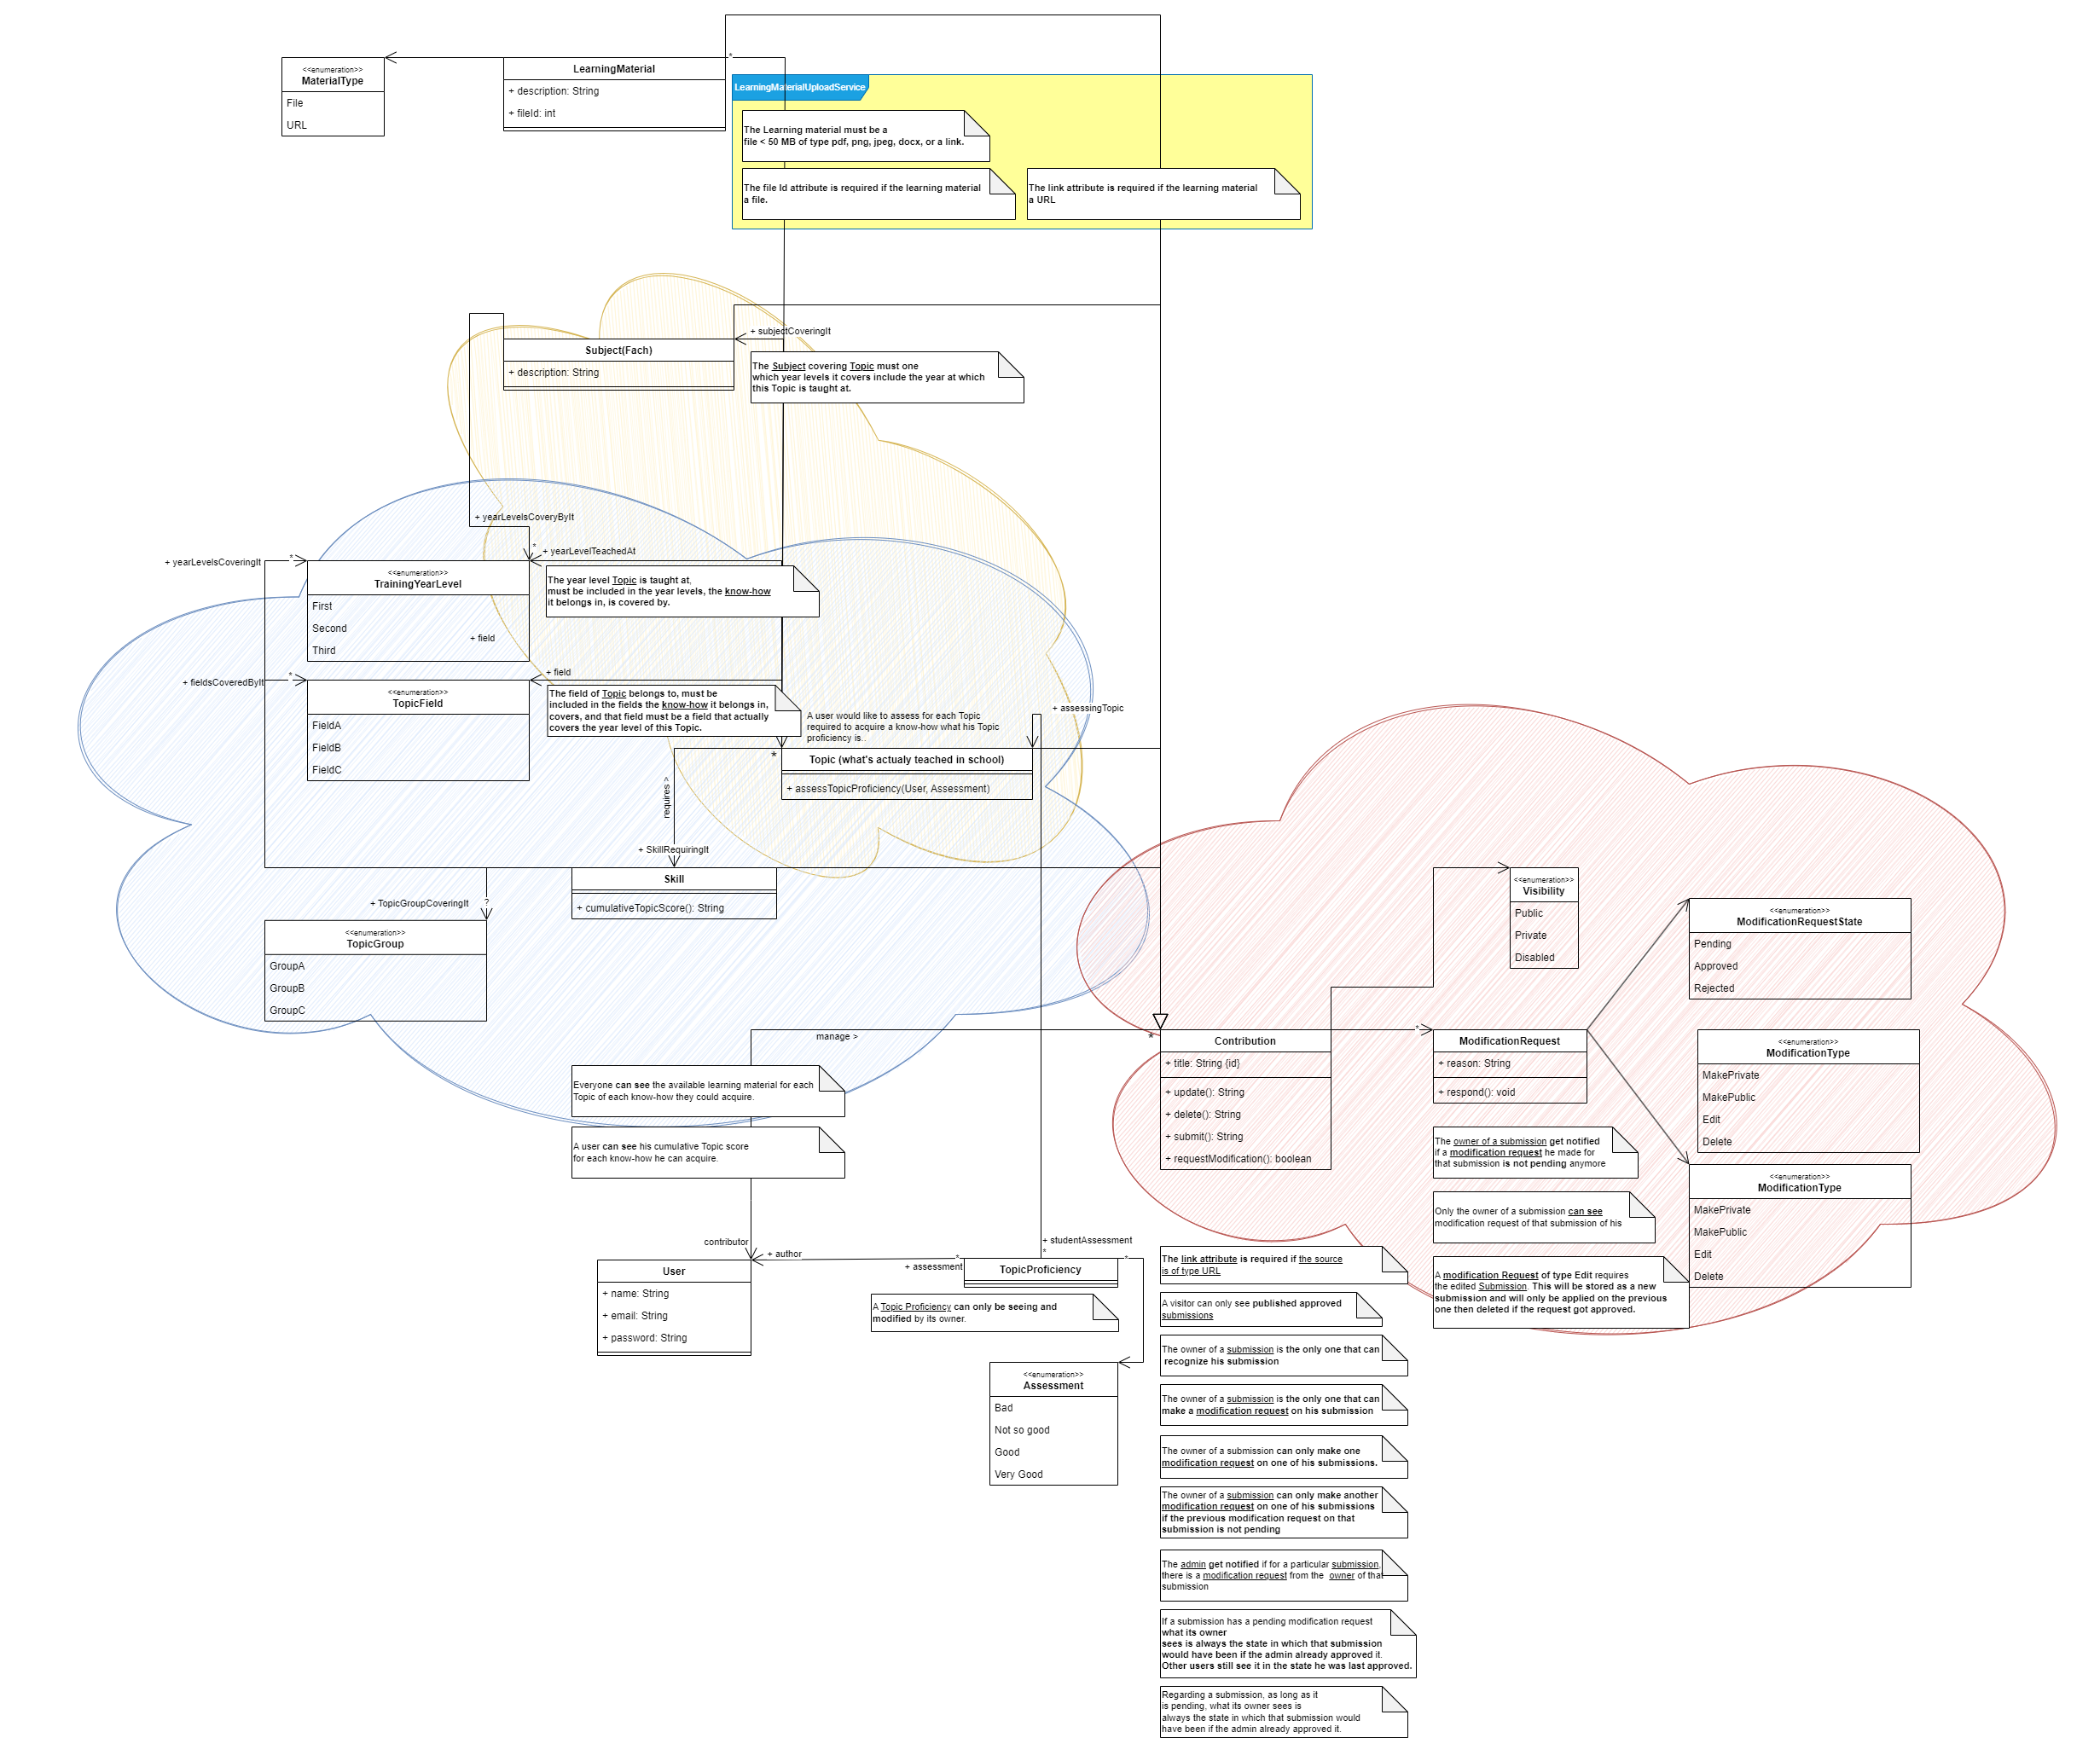 <<enumeration>>
MaterialType
File
URL
LearningMaterial
+ description: String
+ fileId: int
*
LearningMaterialUploadService
The Learning material must be a
file < 50 MB of type pdf, png, jpeg, docx, or a link.
The file Id attribute is required if the learning material
a file.
The link attribute is required if the learning material
a URL
+ subjectCoveringIt
Subject(Fach)
+ description: String
The Subject covering Topic must one
which year levels it covers include the year at which
this Topic is taught at.
+ yearLevelsCoveryByIt
*
+ yearLevelTeachedAt
+ yearLevelsCoveringIt
*
<<enumeration>>
TrainingYearLevel
First
Second
Third
The year level Topic is taught at,
must be included in the year levels, the know-how
it belongs in, is covered by.
+ field
+ field
+ fieldsCoveredByIt
*
<<enumeration>>
TopicField
FieldA
FieldB
FieldC
The field of Topic belongs to, must be
included in the fields the know-how it belongs in,
covers, and that field must be a field that actually
covers the year level of this Topic.
A user would like to assess for each Topic
required to acquire a know-how what his Topic
proficiency is..
+ assessingTopic
*
Topic (what's actualy teached in school)
+ assessTopicProficiency(User, Assessment)
requires >
+ SkillRequiringIt
Skill
+ cumulativeTopicScore(): String
+ TopicGroupCoveringIt
?
<<enumeration>>
TopicGroup
GroupA
GroupB
GroupC
<<enumeration>>
Visibility
Public
Private
Disabled
<<enumeration>>
ModificationRequestState
Pending
Approved
Rejected
manage >
*
Contribution
+ title: String {id}
+ update(): String
+ delete(): String
+ submit(): String
+ requestModification(): boolean
*
ModificationRequest
+ reason: String
+ respond(): void
<<enumeration>>
ModificationType
MakePrivate
MakePublic
Edit
Delete
<<enumeration>>
ModificationType
MakePrivate
MakePublic
Edit
Delete
Everyone can see the available learning material for each
Topic of each know-how they could acquire.
A user can see his cumulative Topic score
for each know-how he can acquire.
The owner of a submission get notified
if a modification request he made for
that submission is not pending anymore
Only the owner of a submission can see
modification request of that submission of his
A modification Request of type Edit requires
the edited Submission. This will be stored as a new
submission and will only be applied on the previous
one then deleted if the request got approved.
contributor
+ author
*
+ assessment
+ studentAssessment
*
*
User
+ name: String
+ email: String
+ password: String
TopicProficiency
A Topic Proficiency can only be seeing and
modified by its owner.
<<enumeration>>
Assessment
Bad
Not so good
Good
Very Good
The link attribute is required if the source
is of type URL
A visitor can only see published approved
submissions
The owner of a submission is the only one that can
recognize his submission
The owner of a submission is the only one that can
make a modification request on his submission
The owner of a submission can only make one
modification request on one of his submissions.
The owner of a submission can only make another
modification request on one of his submissions
if the previous modification request on that
submission is not pending
The admin get notified if for a particular submission,
there is a modification request from the owner of that
submission
If a submission has a pending modification request
what its owner
sees is always the state in which that submission
would have been if the admin already approved it.
Other users still see it in the state he was last approved.
Regarding a submission, as long as it
is pending, what its owner sees is
always the state in which that submission would
have been if the admin already approved it.